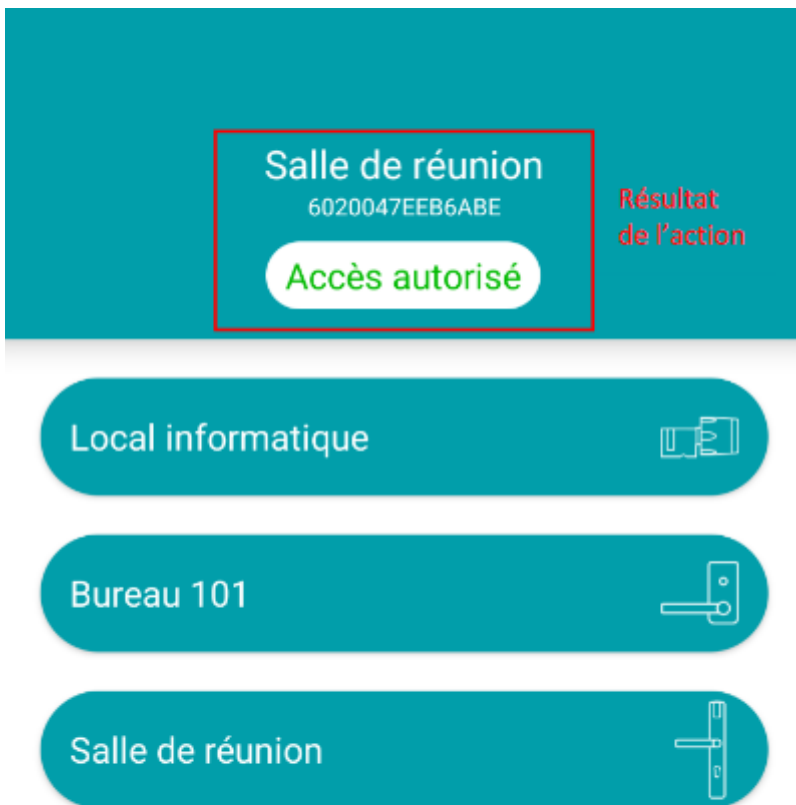 Salle de réunion
6020047EEB6ABE
Accès autorisé
Résultat
de l'action
Local informatique
Bureau 101
Salle de réunion